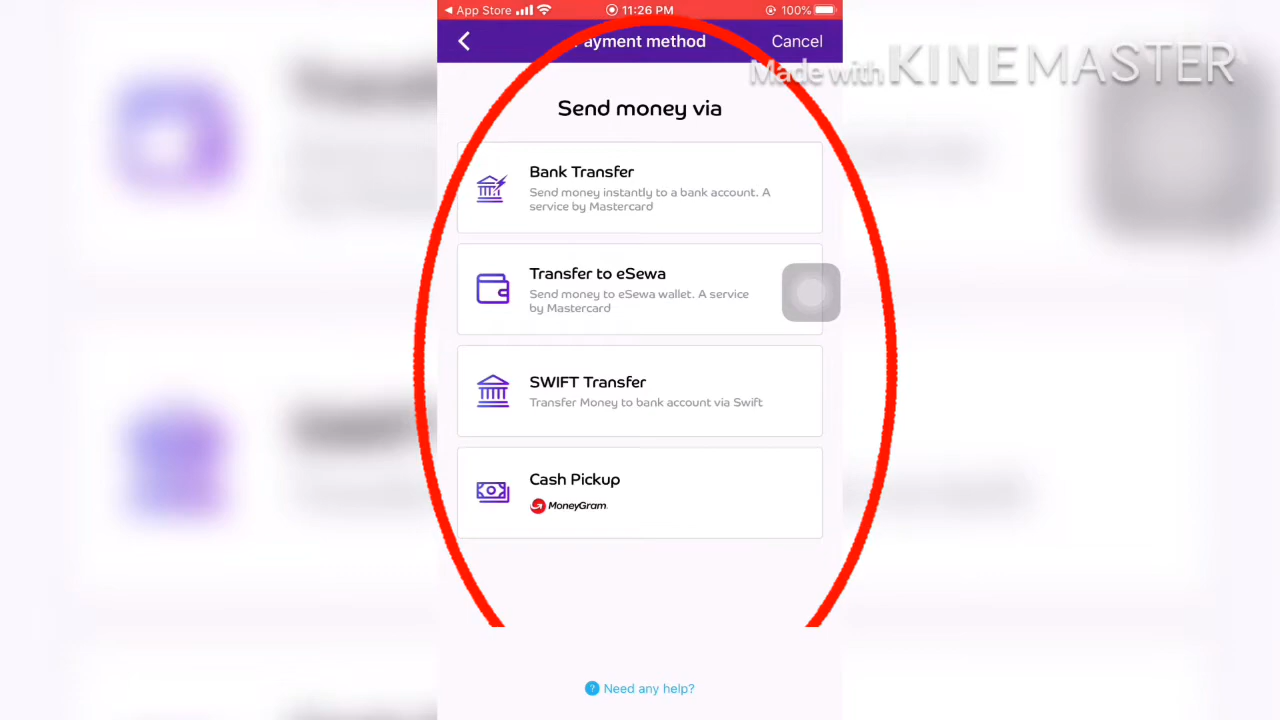 App Store 11:26 PM 100%
Payment method Cancel
Made with KINEMASTER
Send money via
Bank Transfer
Send money instantly to a bank account. A
service by Mastercard
Transfer to eSewa
Send money to eSewa wallet. A service
by Mastercard
SWIFT Transfer
Transfer Money to bank account via Swift
Cash Pickup
MoneyGram
Need any help?